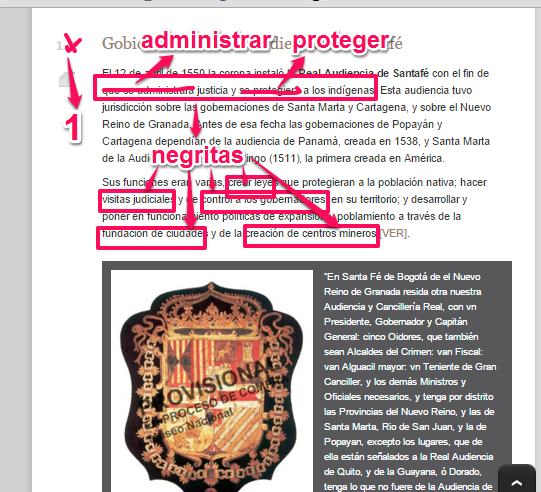 Gobi
administrar
proteger
1
El 12 de de 1550 la corona instaló la Real Audiencia de Santafé con el fin de
que se administrara justicia y se protegiera a los indígenas. Esta audiencia tuvo
jurisdicción sobre las gobernaciones de Santa Marta y Cartagena, y sobre el Nuevo
Reino de Granada. Antes de esa fecha las gobernaciones de Popayán y
Cartagena dependían de la audiencia de Panamá, creada en 1538, y Santa Marta
de la (1511), la primera creada en América.
negritas
Sus funciones eran varias, crear leyes que protegieran a la población nativa; hacer
visitas judiciales y de control a los gobernadores en su territorio; y desarrollar y
poner en funcionamiento políticas de expansión y poblamiento a través de la
fundación de ciudades y de la creación de centros mineros [VER].
"En Santa Fé de Bogotá de el Nuevo
Reino de Granada resida otra nuestra
Audiencia y Cancillería Real, con vn
Presidente, Gobernador y Capitán
General: cinco Oidores, que también
sean Alcaldes del Crimen: van Fiscal:
van Alguacil mayor: vn Teniente de Gran
Canciller, y los demás Ministros y
Oficiales necesarios, y tenga por distrito
las Provincias del Nuevo Reino, y las de
Santa Marta, Rio de San Juan, y la de
Popayan, excepto los lugares, que de
ella están señalados a la Real Audiencia
de Quito, y de la Guayana, ó Dorado,
tenga lo que no fuere de la Audiencia de
OVISIONAL
PROCESO DE COM
seo Nacional